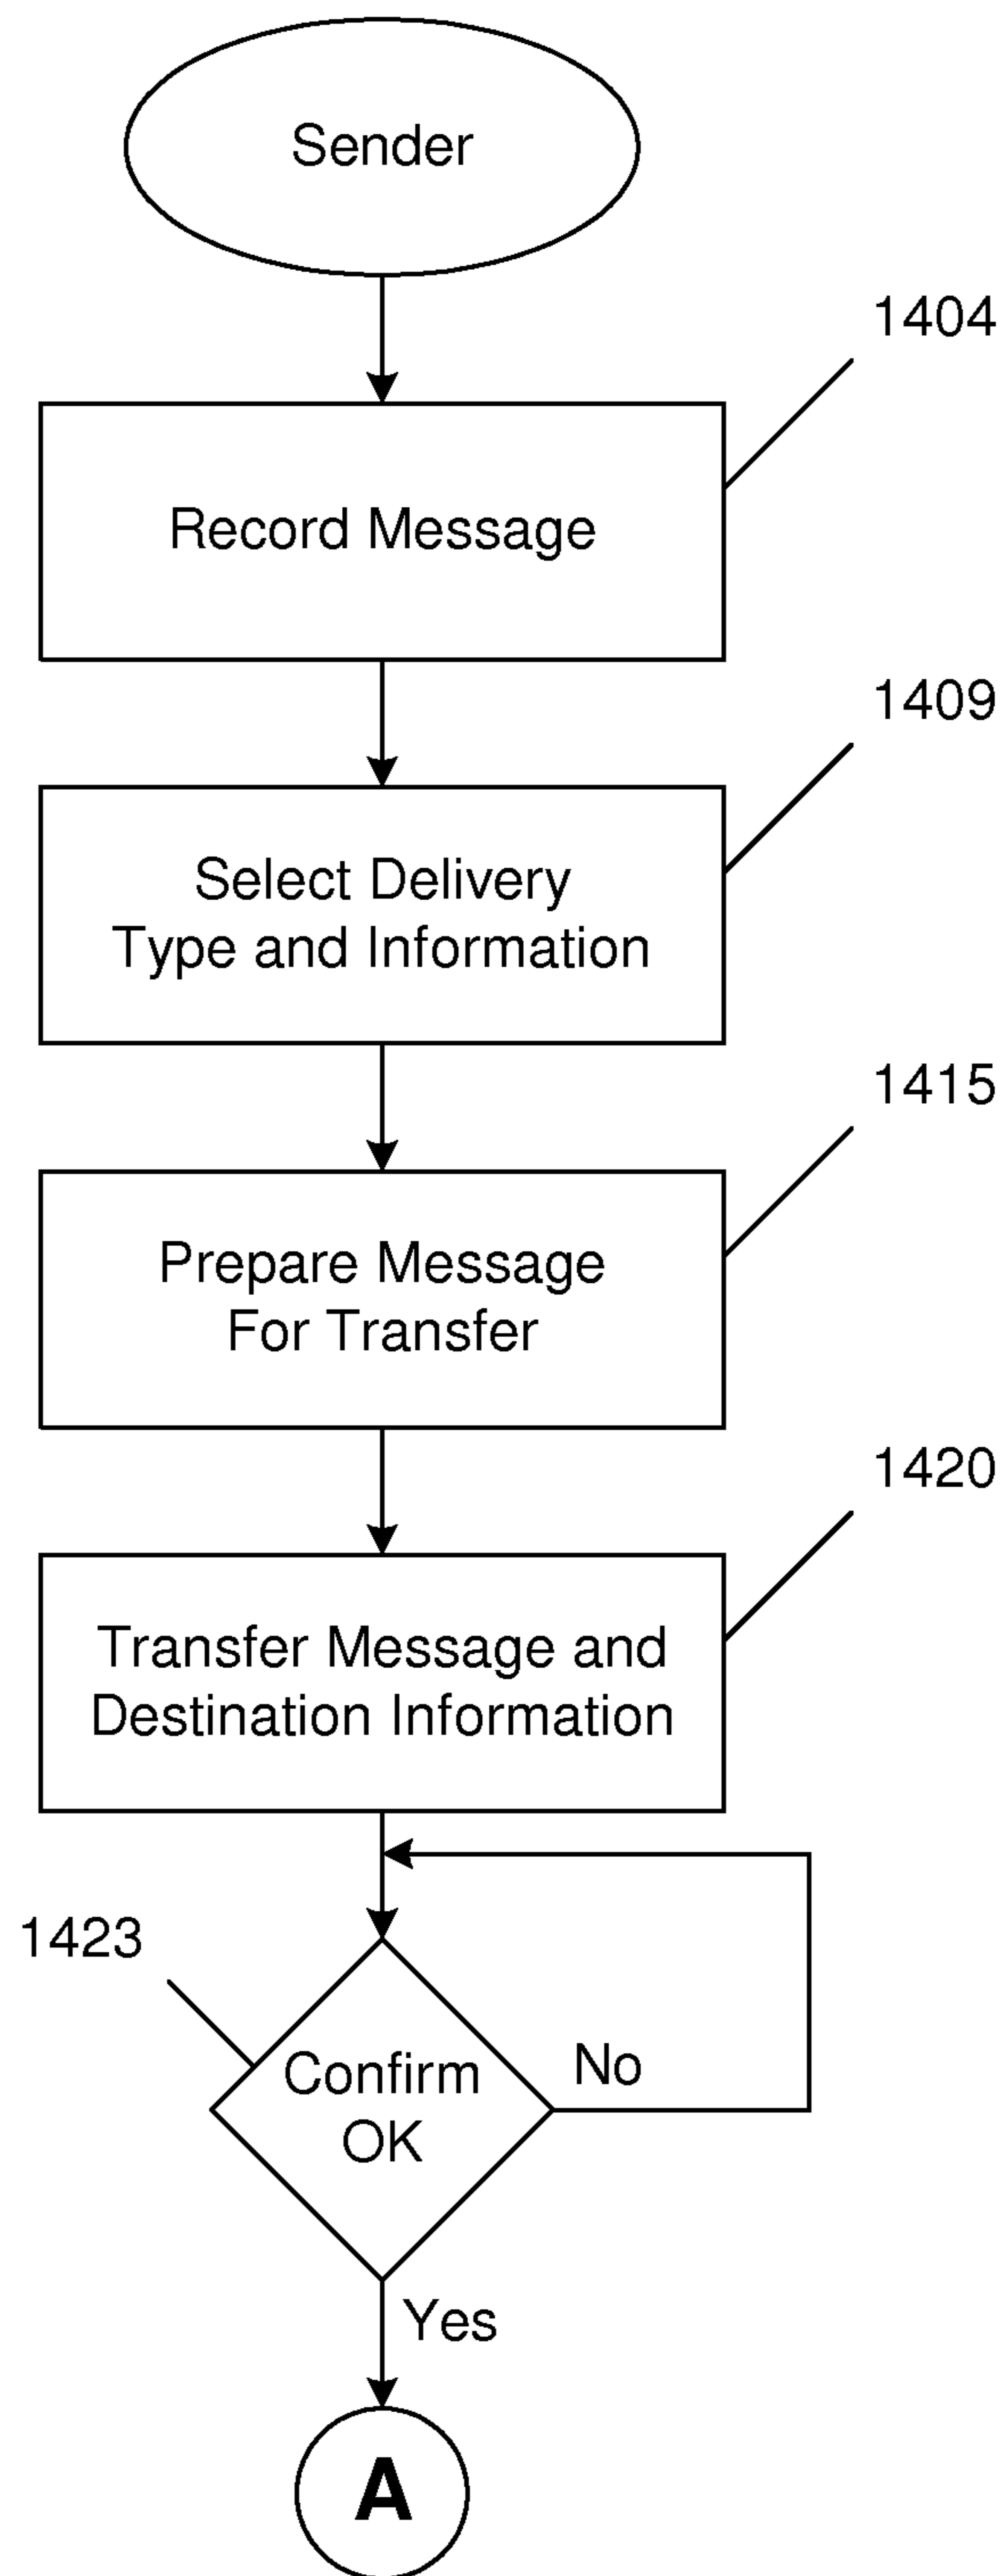 Sender
1404
Record Message
1409
Select Delivery
Type and Information
1415
Prepare Message
For Transfer
1420
Transfer Message and
Destination Information
1423
Confirm
OK
No
Yes
A